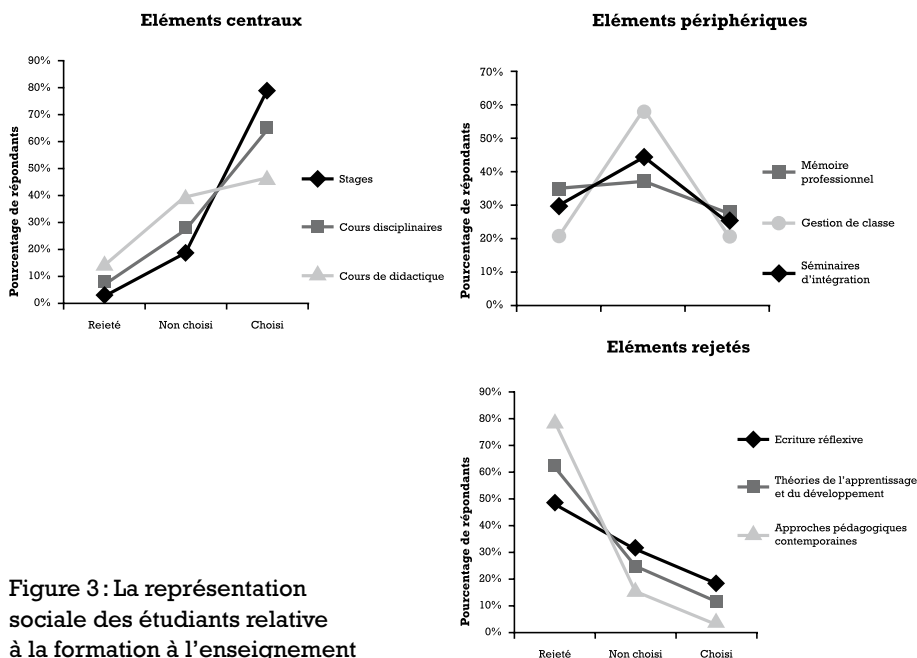 Eléments centraux
Pourcentage de répondants
90%
80%
70%
60%
50%
40%
30%
20%
10%
0%
Rejeté Non choisi Choisi
Stages
Cours disciplinaires
Cours de didactique
Eléments périphériques
Pourcentage de répondants
70%
60%
50%
40%
30%
20%
10%
0%
Mémoire
professionnel
Gestion de classe
Séminaires
d'intégration
Eléments rejetés
Pourcentage de répondants
90%
80%
70%
60%
50%
40%
30%
20%
10%
0%
Rejeté Non choisi Choisi
Ecriture réflexive
Théories de l'apprentissage
et du développement
Approches pédagogiques
contemporaines
Figure 3 : La représentation
sociale des étudiants relative
à la formation à l'enseignement